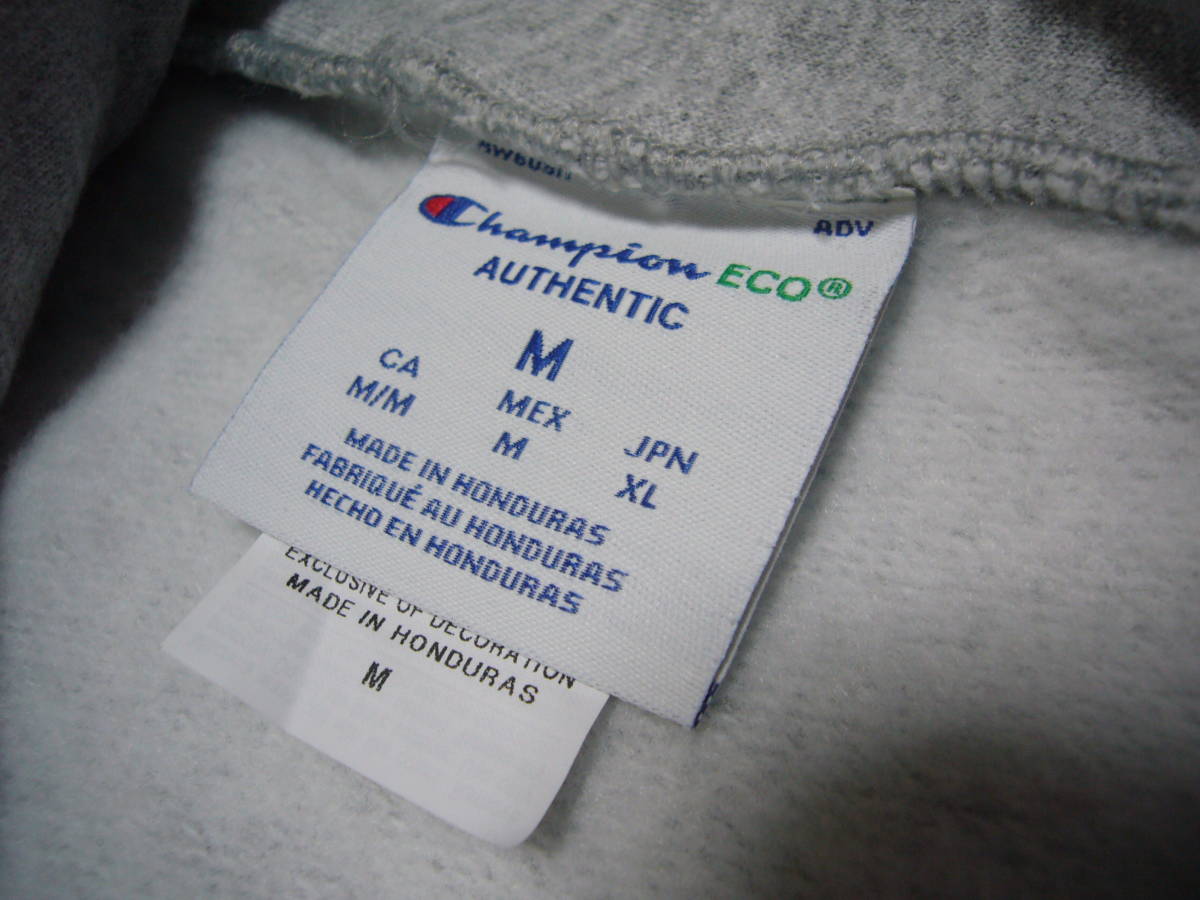 ADV
Champion ECO®
AUTHENTIC
M
CA MEX JPN
M/M M XL
MADE IN HONDURAS
FABRIQUÉ AU HONDURAS
HECHO EN HONDURAS
EXCLUSIVE OF DECORATION
MADE IN HONDURAS
M